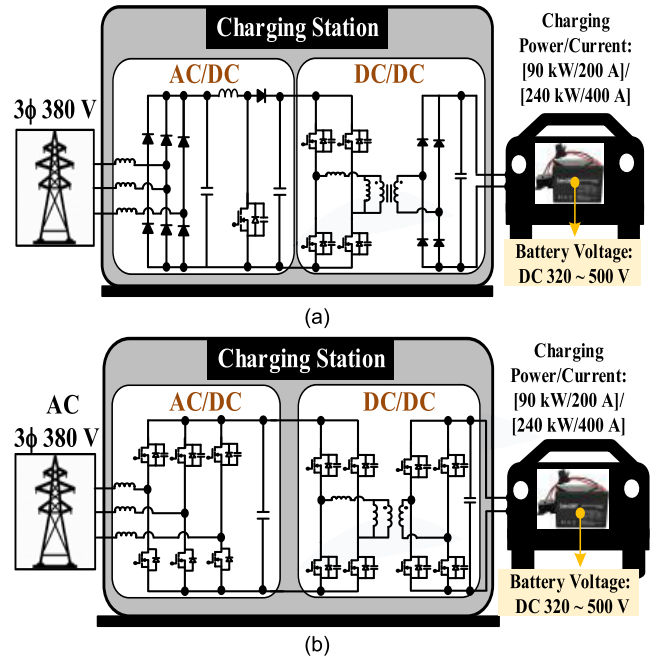 Charging Station
Charging
Power/Current:
[90 kW/200 A]/
[240 kW/400 A]
AC/DC
DC/DC
3ϕ 380 V
Battery Voltage:
DC 320 ~ 500 V
(a)
Charging Station
Charging
Power/Current:
[90 kW/200 A]/
[240 kW/400 A]
AC/DC
DC/DC
AC
3ϕ 380 V
Battery Voltage:
DC 320 ~ 500 V
(b)